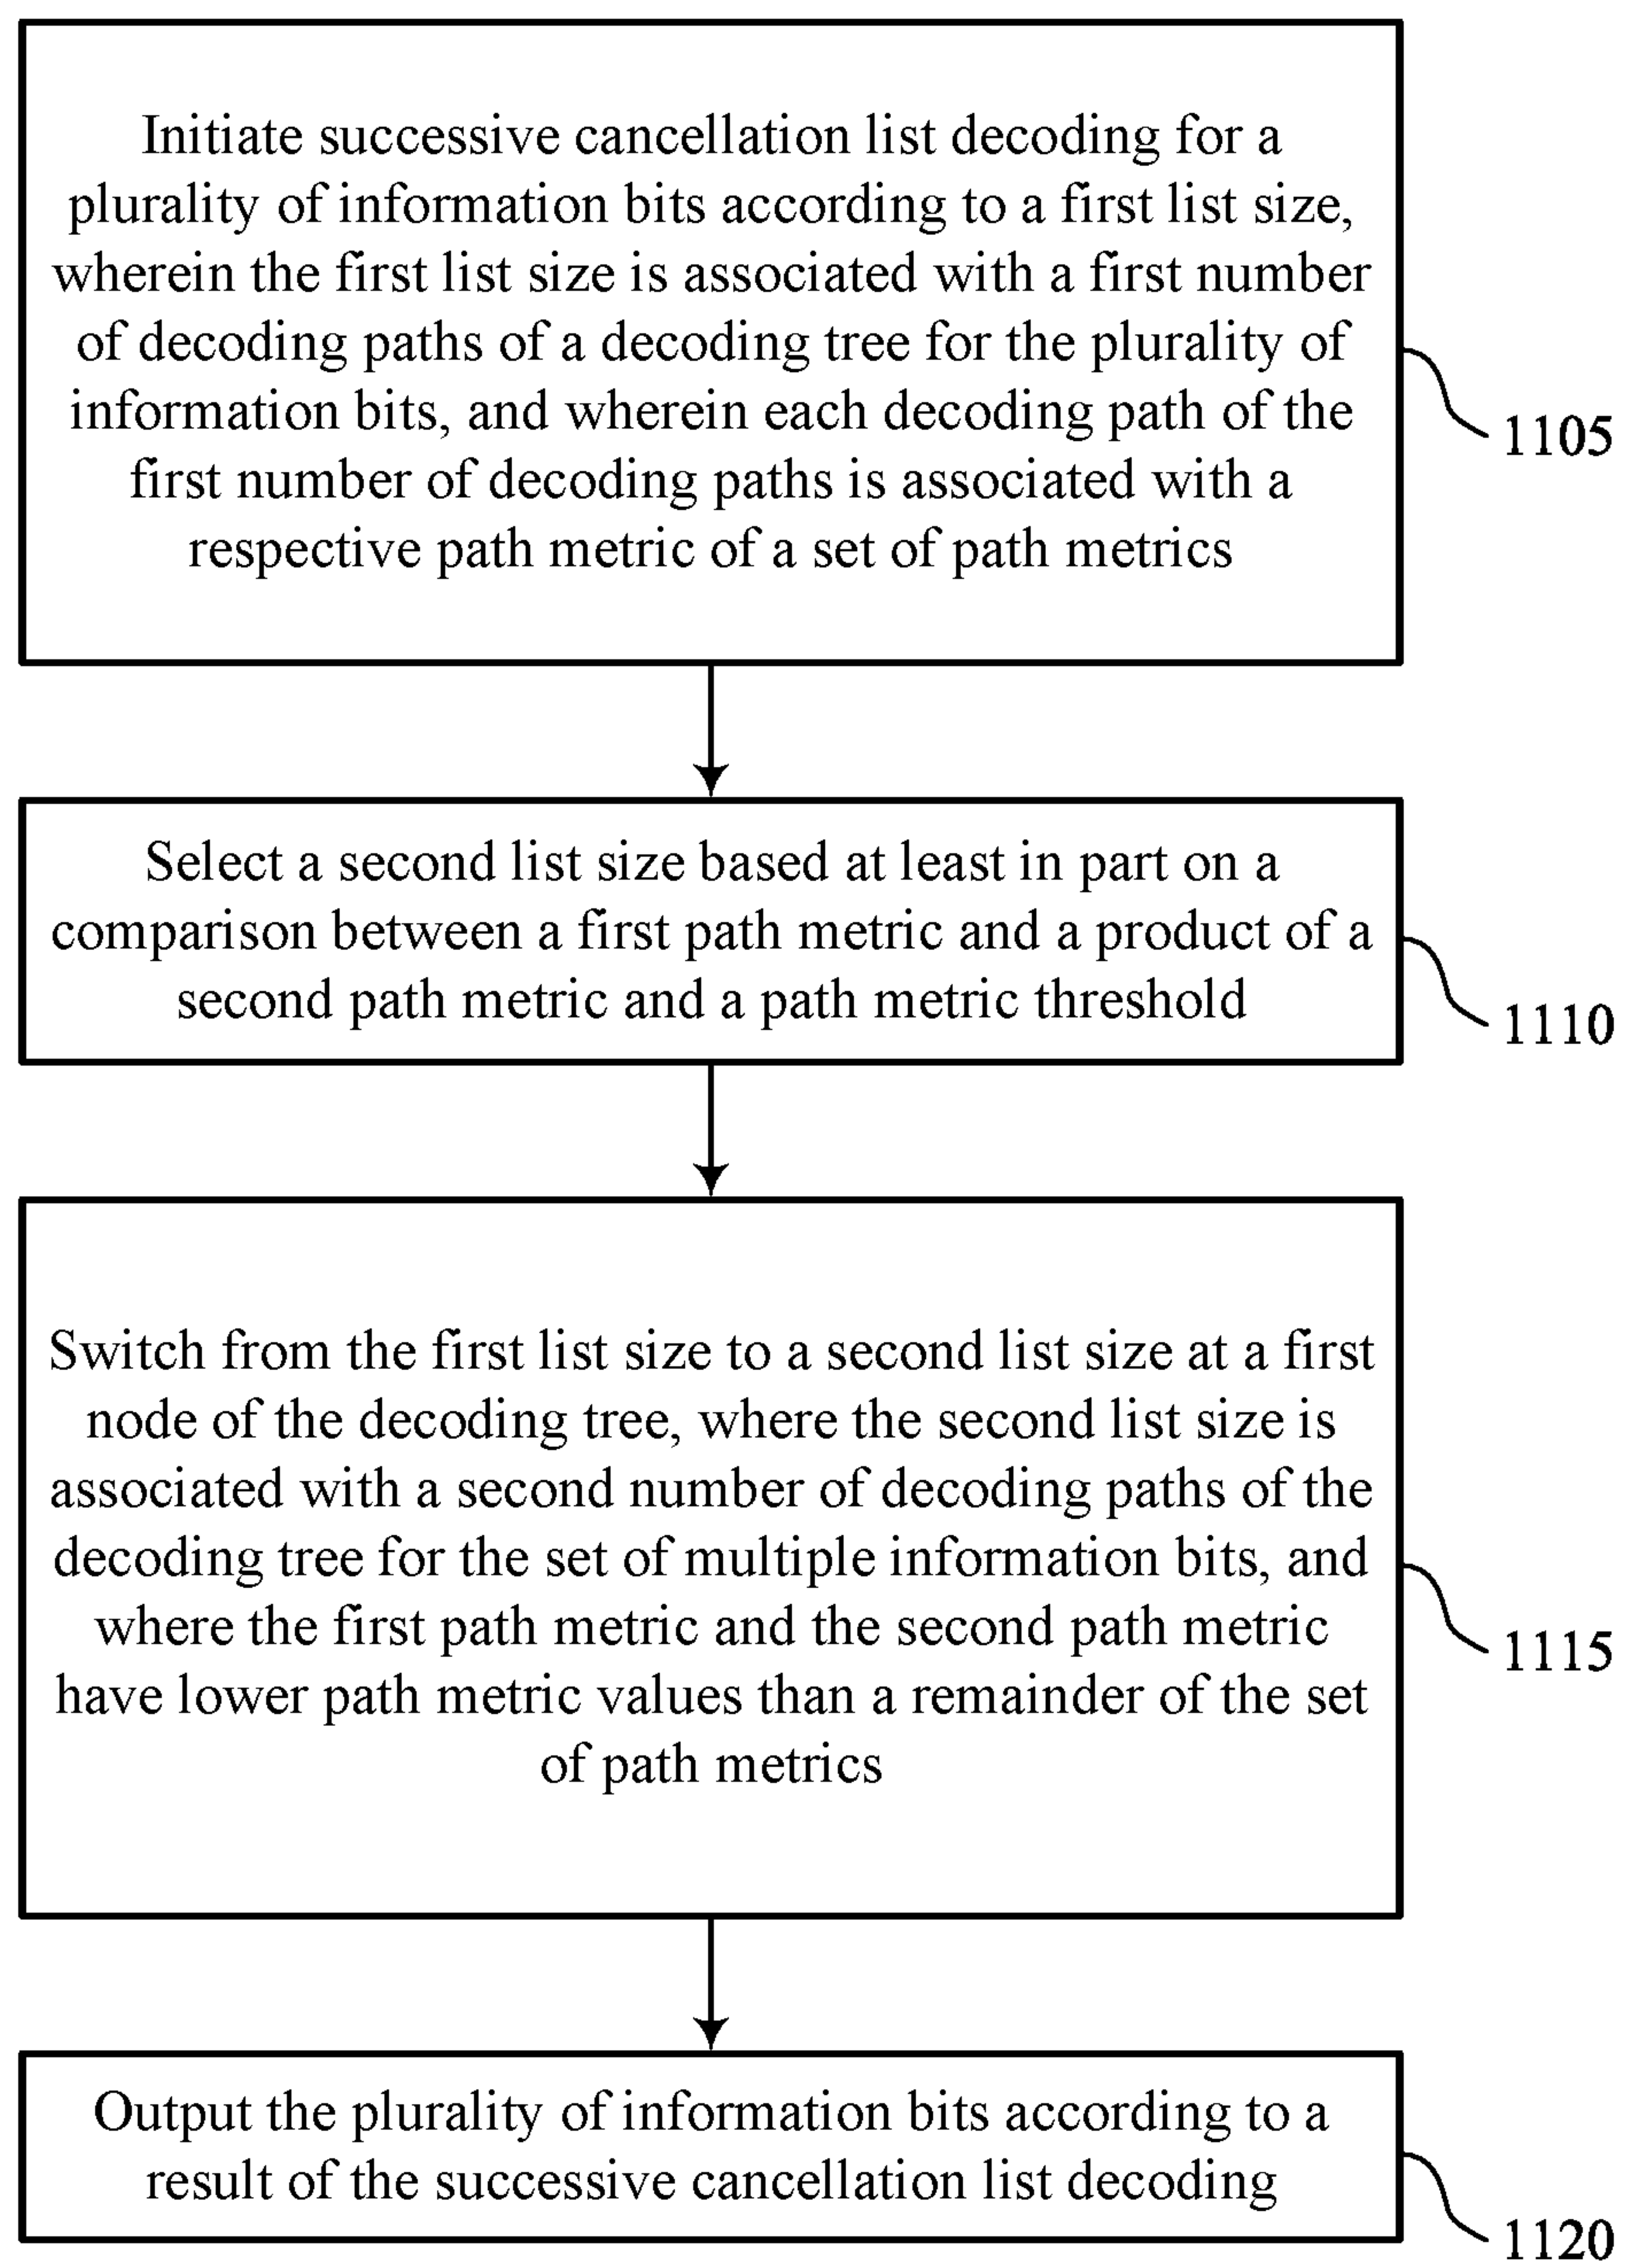 Initiate successive cancellation list decoding for a
plurality of information bits according to a first list size,
wherein the first list size is associated with a first number
of decoding paths of a decoding tree for the plurality of
information bits, and wherein each decoding path of the
first number of decoding paths is associated with a
respective path metric of a set of path metrics
1105
Select a second list size based at least in part on a
comparison between a first path metric and a product of a
second path metric and a path metric threshold
1110
Switch from the first list size to a second list size at a first
node of the decoding tree, where the second list size is
associated with a second number of decoding paths of the
decoding tree for the set of multiple information bits, and
where the first path metric and the second path metric
have lower path metric values than a remainder of the set
of path metrics
1115
Output the plurality of information bits according to a
result of the successive cancellation list decoding
1120